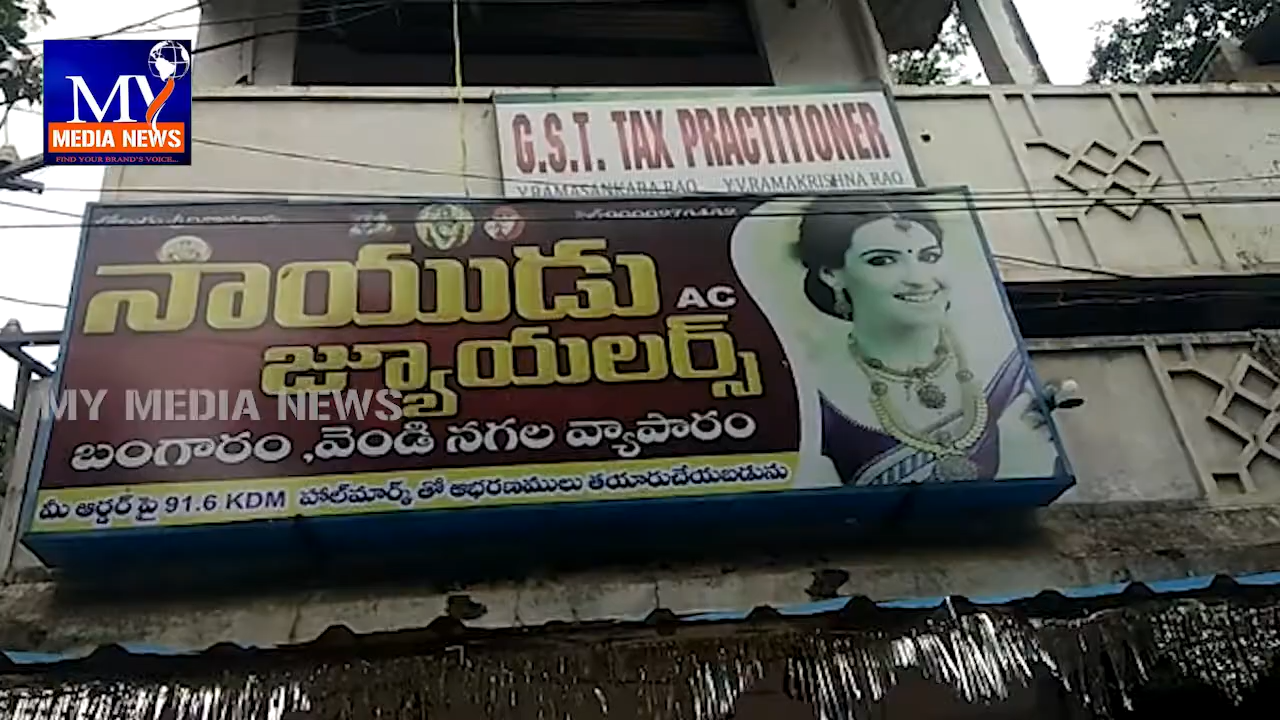 MY
MEDIA NEWS
FIND YOUR BRAND'S VOICE...
G.S.T. TAX PRACTITIONER
Y.RAMASANKARA RAO Y.V.RAMAKRISHNA RAO
నాయుడు AC
జ్యూయలర్స్
MY MEDIA NEWS
బంగారం ,వెండి నగల వ్యాపారం
మీ ఆర్డర్ పై 91.6 KDM హాల్‌మార్క్ తో ఆభరణములు తయారుచేయబడును